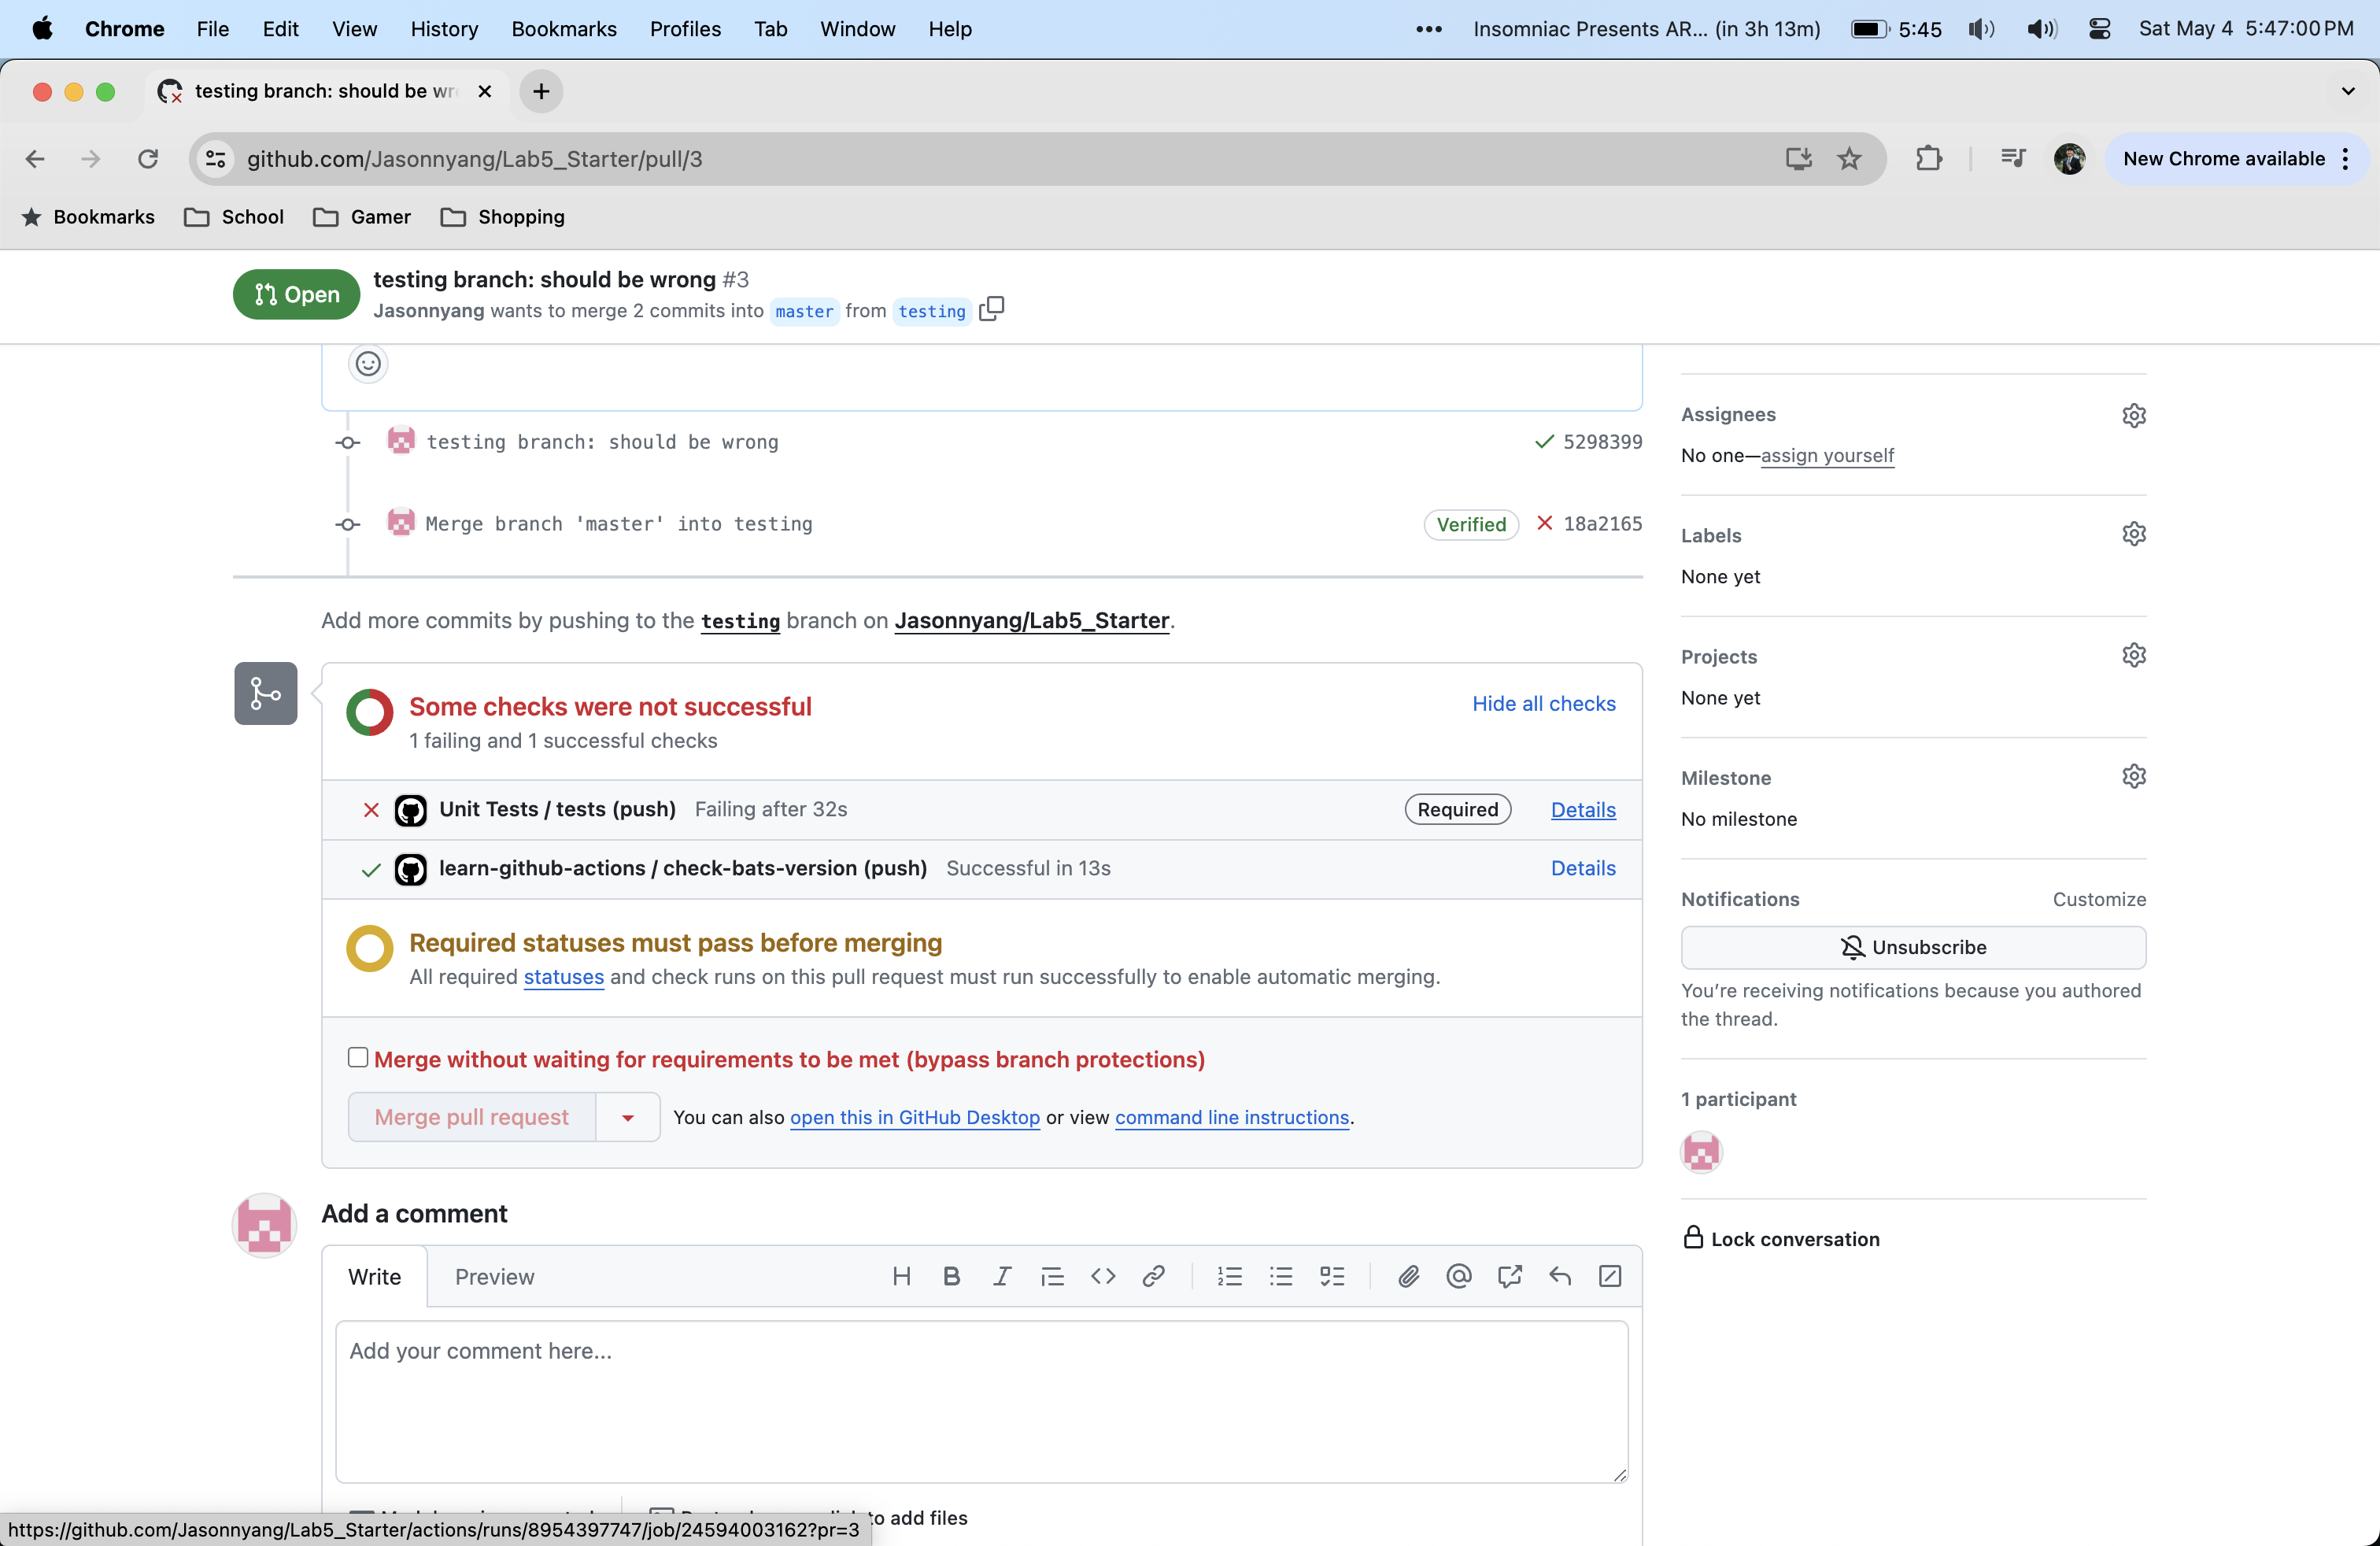 Chrome File Edit View History Bookmarks Profiles Tab Window Help ••• Insomniac Presents AR... (in 3h 13m) 5:45 Sat May 4 5:47:00 PM
testing branch: should be
github.com/Jasonnyang/Lab5_Starter/pull/3 New Chrome available
Bookmarks School Gamer Shopping
Open
testing branch: should be wrong #3
Jasonnyang wants to merge 2 commits into master from testing
testing branch: should be wrong 5298399
Merge branch 'master' into testing Verified 18a2165
Add more commits by pushing to the testing branch on Jasonnyang/Lab5_Starter.
Some checks were not successful Hide all checks
1 failing and 1 successful checks
Unit Tests / tests (push) Failing after 32s Required Details
learn-github-actions / check-bats-version (push) Successful in 13s Details
Required statuses must pass before merging
All required statuses and check runs on this pull request must run successfully to enable automatic merging.
Merge without waiting for requirements to be met (bypass branch protections)
Merge pull request You can also open this in GitHub Desktop or view command line instructions.
Add a comment
Write Preview
Add your comment here...
to add files
https://github.com/Jasonnyang/Lab5_Starter/actions/runs/8954397747/job/24594003162?pr=3
Assignees
No one—assign yourself
Labels
None yet
Projects
None yet
Milestone
No milestone
Notifications Customize
Unsubscribe
You're receiving notifications because you authored
the thread.
1 participant
Lock conversation